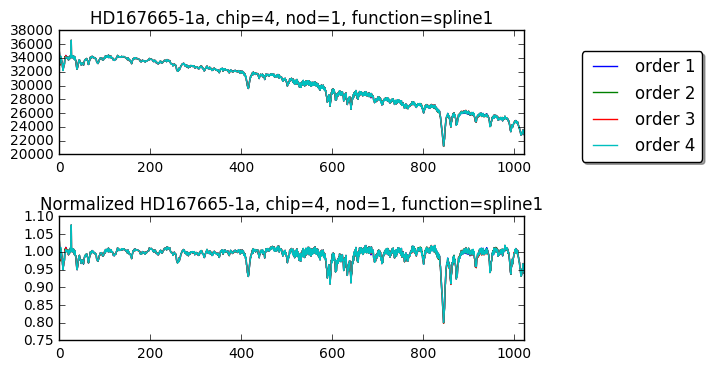 HD167665-1a, chip=4, nod=1, function=spline1
38000
36000
34000
32000
30000
28000
26000
24000
22000
20000
0 200 400 600 800 1000
order 1
order 2
order 3
order 4
Normalized HD167665-1a, chip=4, nod=1, function=spline1
1.10
1.05
1.00
0.95
0.90
0.85
0.80
0.75
0 200 400 600 800 1000